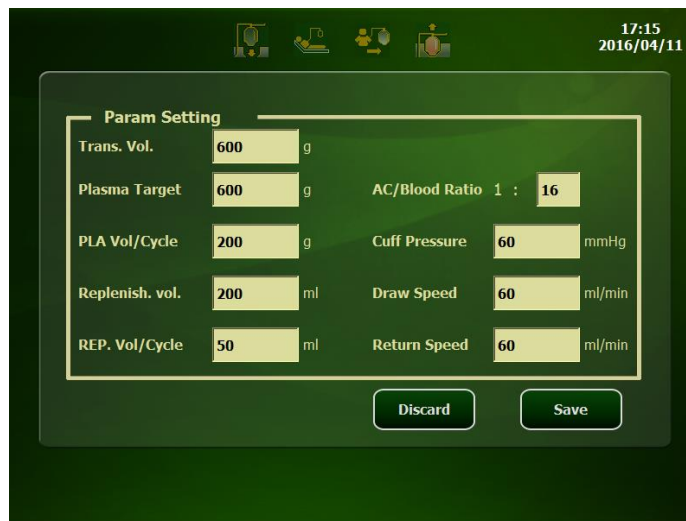 17:15
2016/04/11
Param Setting
Trans. Vol. 600 g
Plasma Target 600 g AC/Blood Ratio 1 : 16
PLA Vol/Cycle 200 g Cuff Pressure 60 mmHg
Replenish. vol. 200 ml Draw Speed 60 ml/min
REP. Vol/Cycle 50 ml Return Speed 60 ml/min
Discard Save